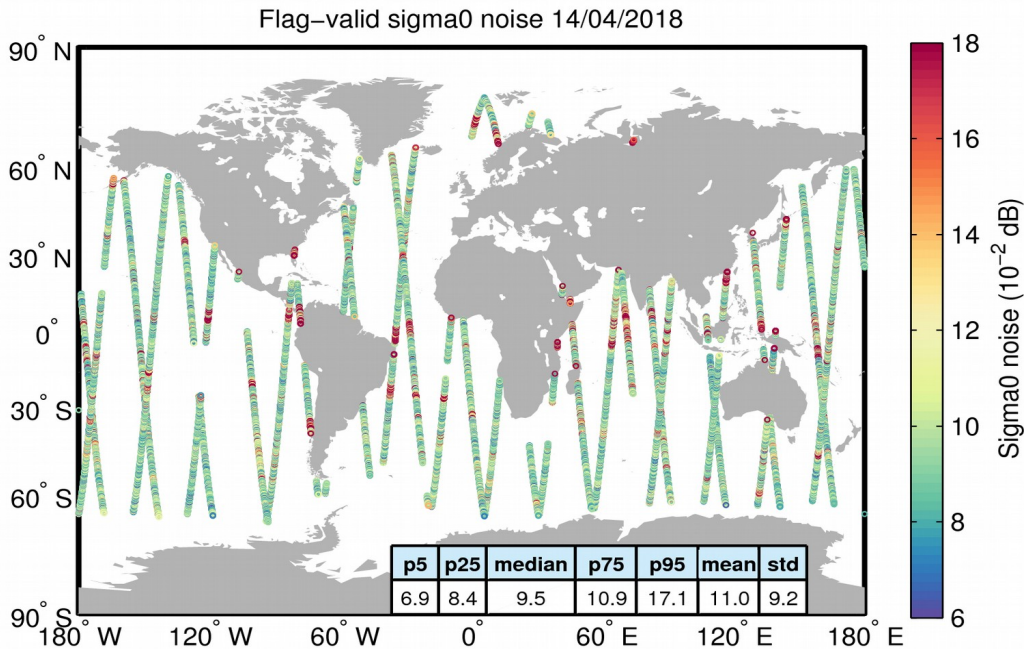 Flag−valid sigma0 noise 14/04/2018
90° N
60° N
30° N
0°
30° S
60° S
90° S
180° W 120° W 60° W 0° 60° E 120° E 180° E
p5 p25 median p75 p95 mean std
6.9 8.4 9.5 10.9 17.1 11.0 9.2
18
16
14
12
10
8
6
Sigma0 noise (10⁻² dB)